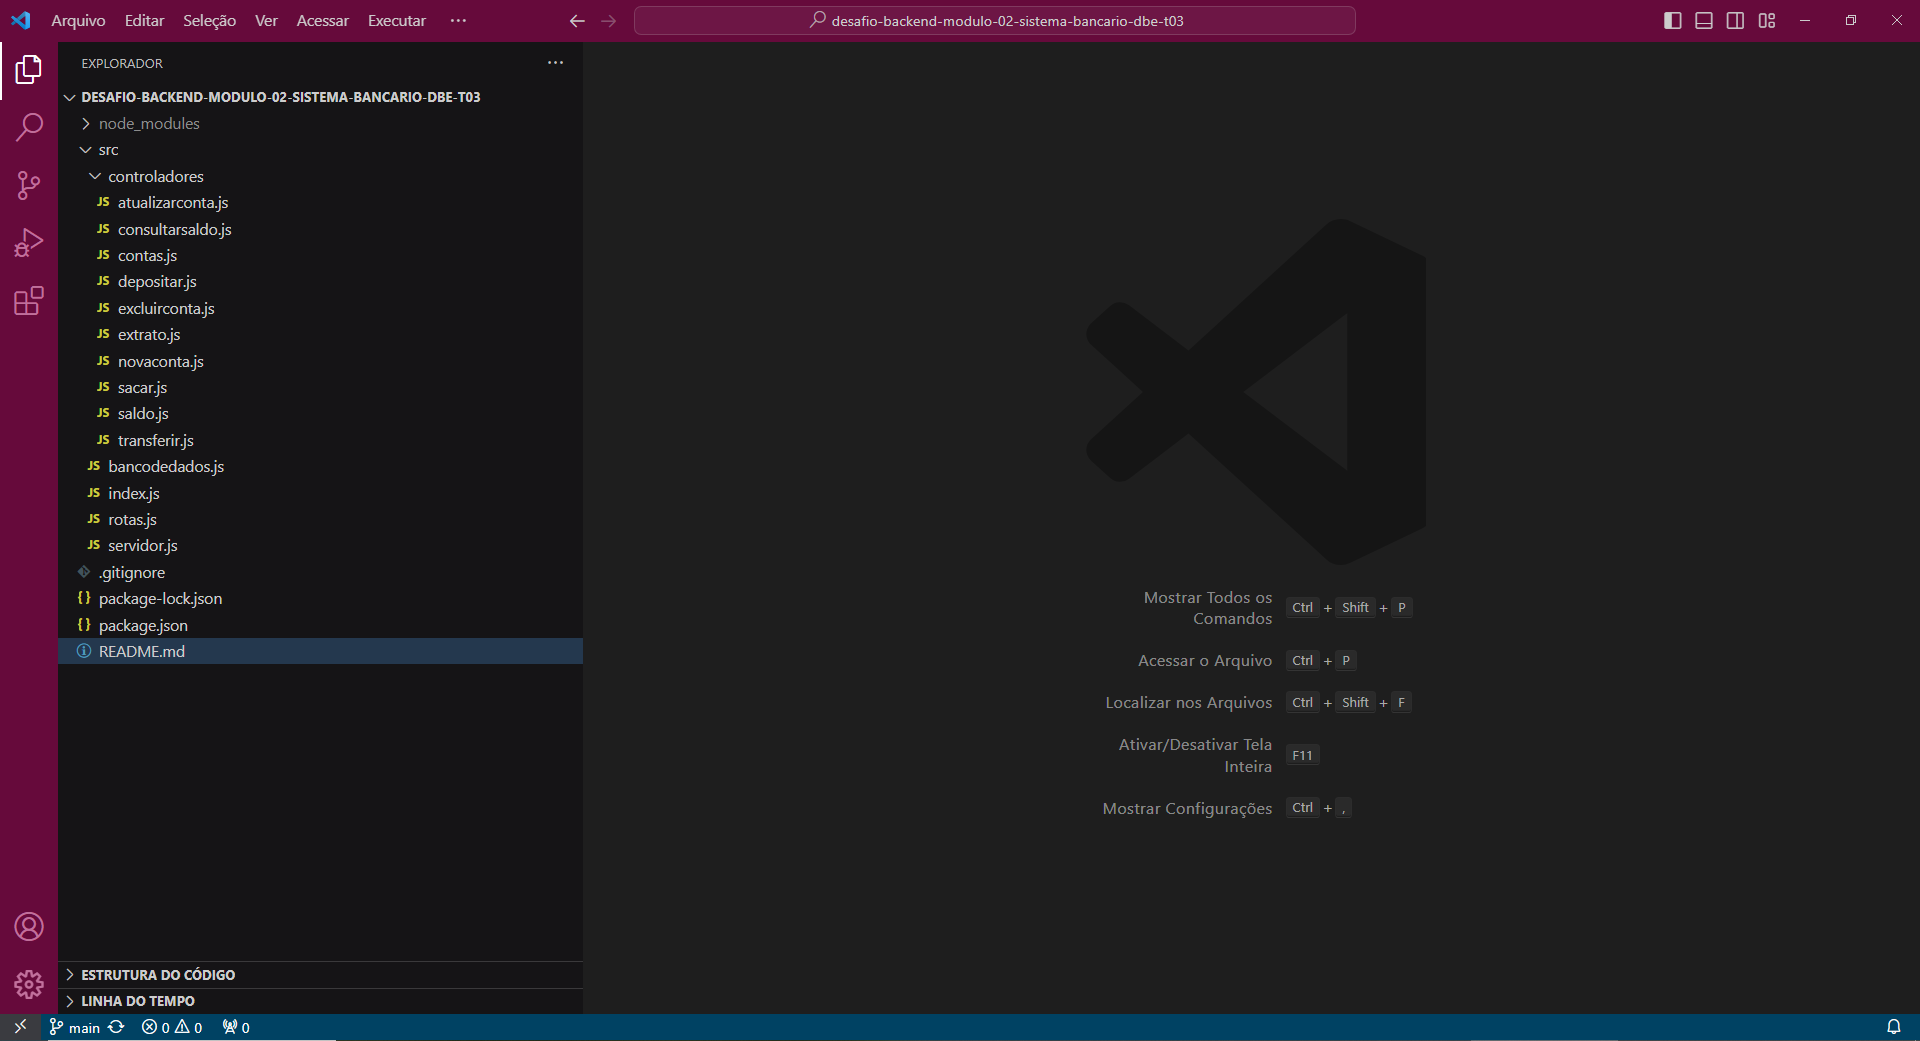 Arquivo Editar Seleção Ver Acessar Executar ···
desafio-backend-modulo-02-sistema-bancario-dbe-t03
EXPLORADOR
DESAFIO-BACKEND-MODULO-02-SISTEMA-BANCARIO-DBE-T03
node_modules
src
controladores
JS atualizarconta.js
JS consultarsaldo.js
JS contas.js
JS depositar.js
JS excluirconta.js
JS extrato.js
JS novaconta.js
JS sacar.js
JS saldo.js
JS transferir.js
JS bancodedados.js
JS index.js
JS rotas.js
JS servidor.js
.gitignore
{} package-lock.json
{} package.json
README.md
ESTRUTURA DO CÓDIGO
LINHA DO TEMPO
Mostrar Todos os
Comandos Ctrl + Shift + P
Acessar o Arquivo Ctrl + P
Localizar nos Arquivos Ctrl + Shift + F
Ativar/Desativar Tela
Inteira F11
Mostrar Configurações Ctrl + ,
main 0 0 0